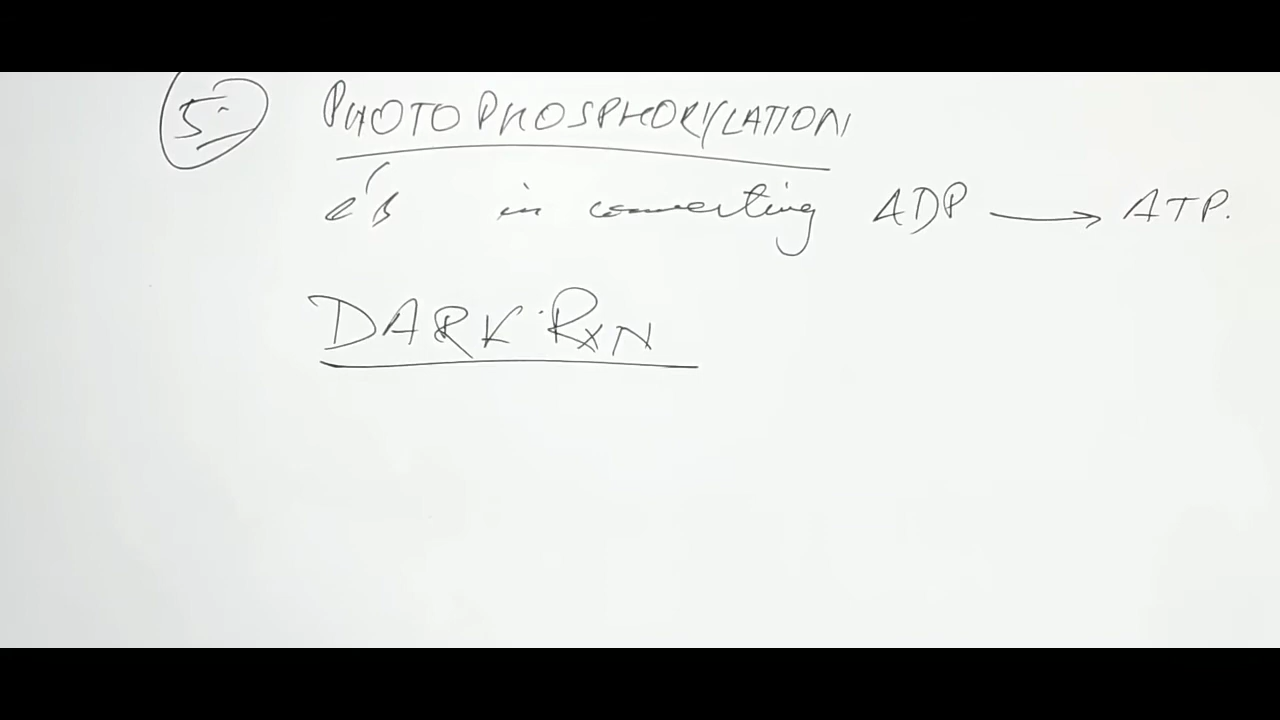 5 PHOTOPHOSPHORYLATION
e's in converting ADP → ATP.
DARK RXN